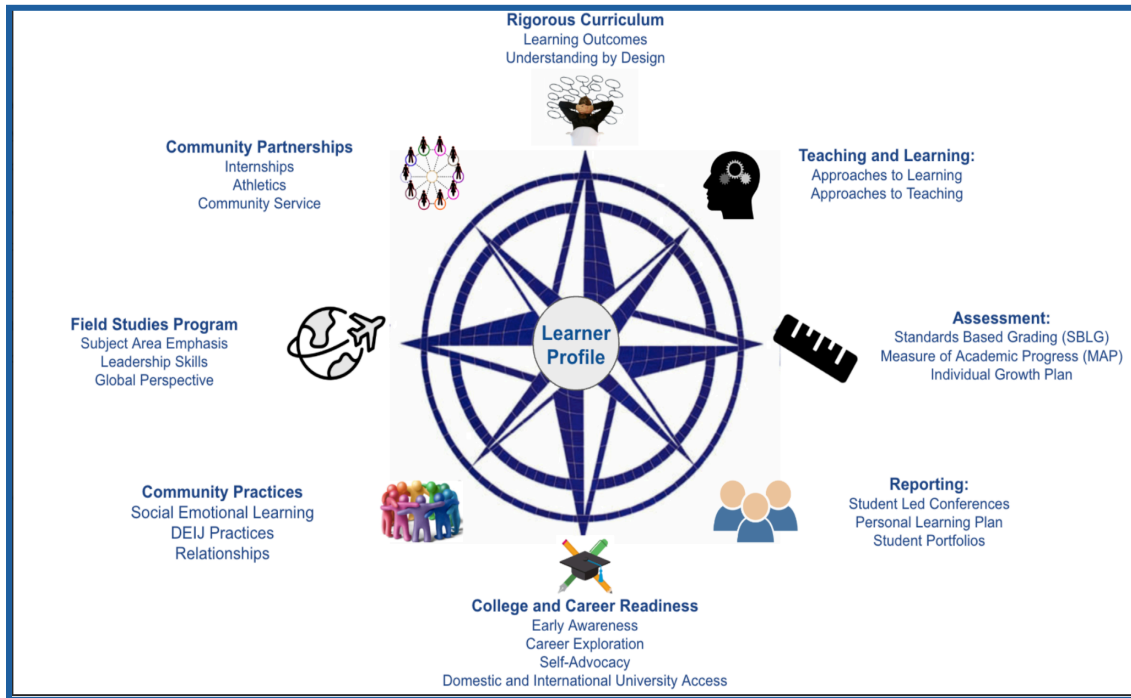 Rigorous Curriculum
Learning Outcomes
Understanding by Design
Community Partnerships
Internships
Athletics
Community Service
Teaching and Learning:
Approaches to Learning
Approaches to Teaching
Field Studies Program
Subject Area Emphasis
Leadership Skills
Global Perspective
Learner
Profile
Assessment:
Standards Based Grading (SBLG)
Measure of Academic Progress (MAP)
Individual Growth Plan
Community Practices
Social Emotional Learning
DEIJ Practices
Relationships
Reporting:
Student Led Conferences
Personal Learning Plan
Student Portfolios
College and Career Readiness
Early Awareness
Career Exploration
Self-Advocacy
Domestic and International University Access